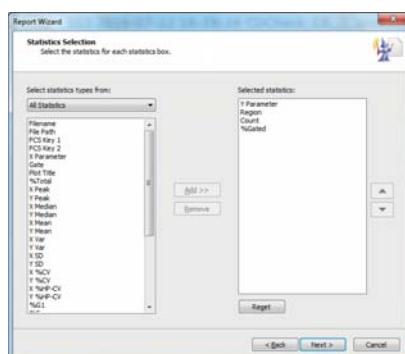 Report Wizard
Statistics Selection
Select the statistics for each statistics box.
Select statistics types from:
All Statistics
Filename
File Path
FCS Key 1
FCS Key 2
X Parameter
Gate
Plot Title
%Total
X Peak
Y Peak
X Median
Y Median
X Mean
Y Mean
X Var
Y Var
X SD
Y SD
X %CV
Y %CV
X %HP-CV
Y %HP-CV
%G1
Add >>
Remove
Selected statistics:
Y Parameter
Region
Count
%Gated
Reset
< Back
Next >
Cancel